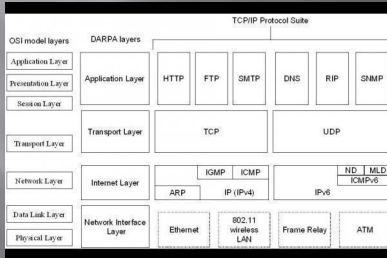 TCP/IP Protocol Suite
OSI model layers
DARPA layers
Application Layer
Presentation Layer
Session Layer
Application Layer
HTTP
FTP
SMTP
DNS
RIP
SNMP
Transport Layer
Transport Layer
TCP
UDP
Network Layer
Internet Layer
IGMP
ICMP
ARP
IP (IPv4)
ND
MLD
ICMPv6
IPv6
Data Link Layer
Physical Layer
Network Interface
Layer
Ethernet
802.11
wireless
LAN
Frame Relay
ATM